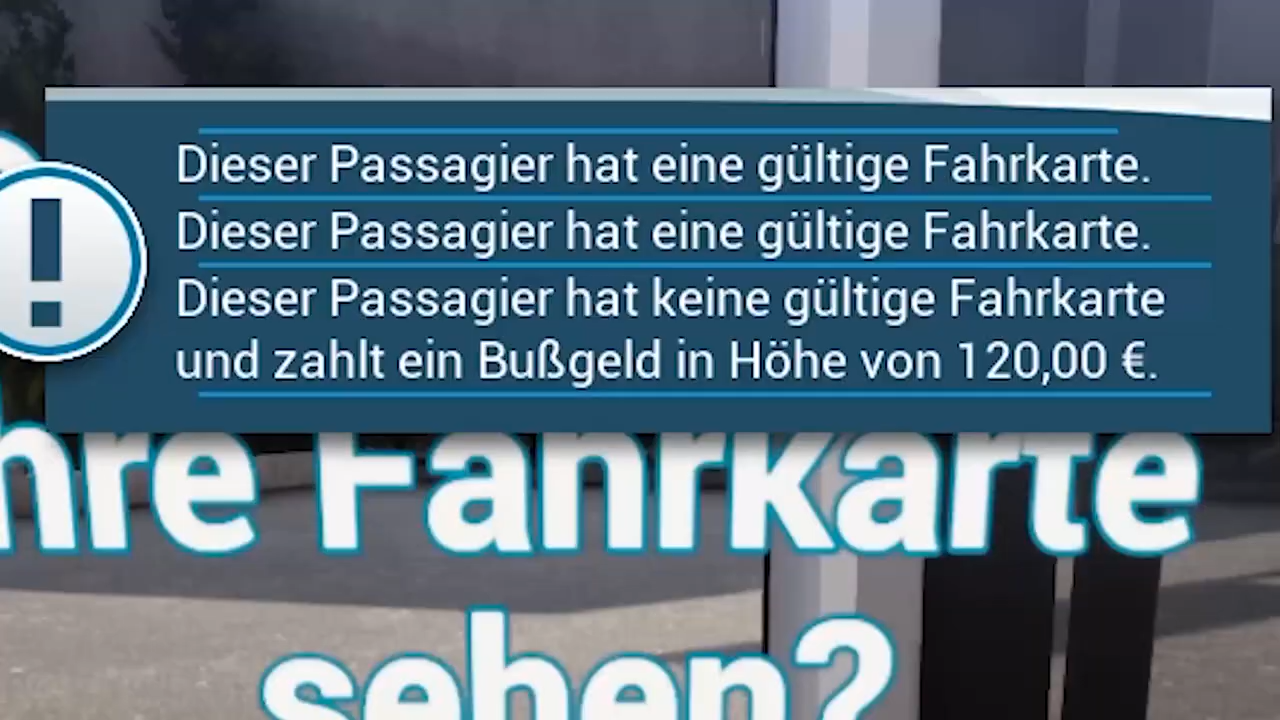 Dieser Passagier hat eine gültige Fahrkarte.
Dieser Passagier hat eine gültige Fahrkarte.
Dieser Passagier hat keine gültige Fahrkarte
und zahlt ein Bußgeld in Höhe von 120,00 €.
hre Fahrkarte
sehen?